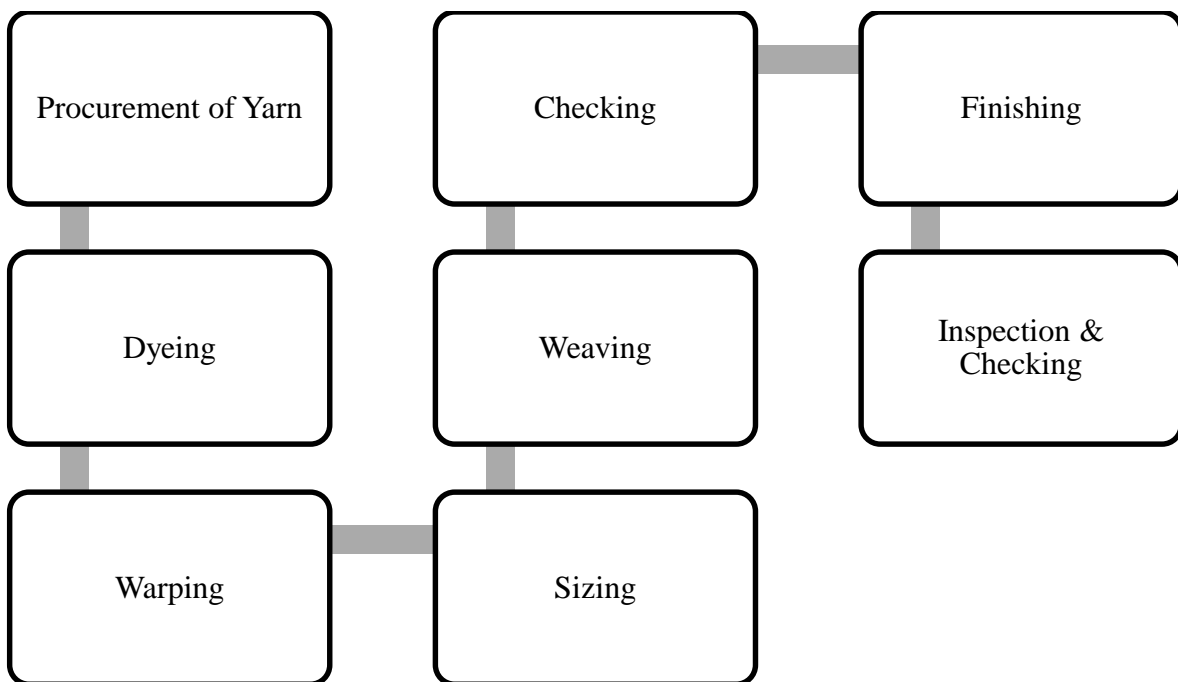 Procurement of Yarn
Dyeing
Warping
Sizing
Weaving
Checking
Finishing
Inspection &
Checking